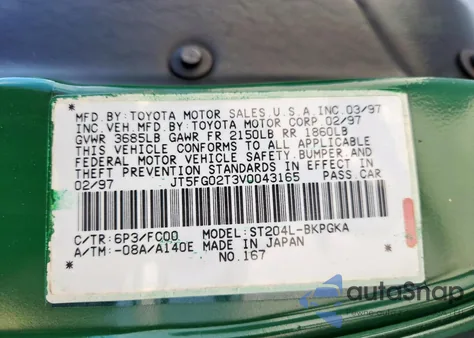 MFD.BY:TOYOTA MOTOR SALES,U.S.A.,INC.03/97
INC.VEH.MFD.BY:TOYOTA MOTOR CORP.02/97
GVWR 3685LB GAWR FR 2150LB RR 1860LB
THIS VEHICLE CONFORMS TO ALL APPLICABLE
FEDERAL MOTOR VEHICLE SAFETY,BUMPER,AND
THEFT PREVENTION STANDARDS IN EFFECT ON
02/97 JT5FG02T3V0043165 PASS.CAR
C/TR:6P3/FC00 MODEL:ST204L-BKPGKA
A/TM:-08A/A140E MADE IN JAPAN
NO.167
autoSnap